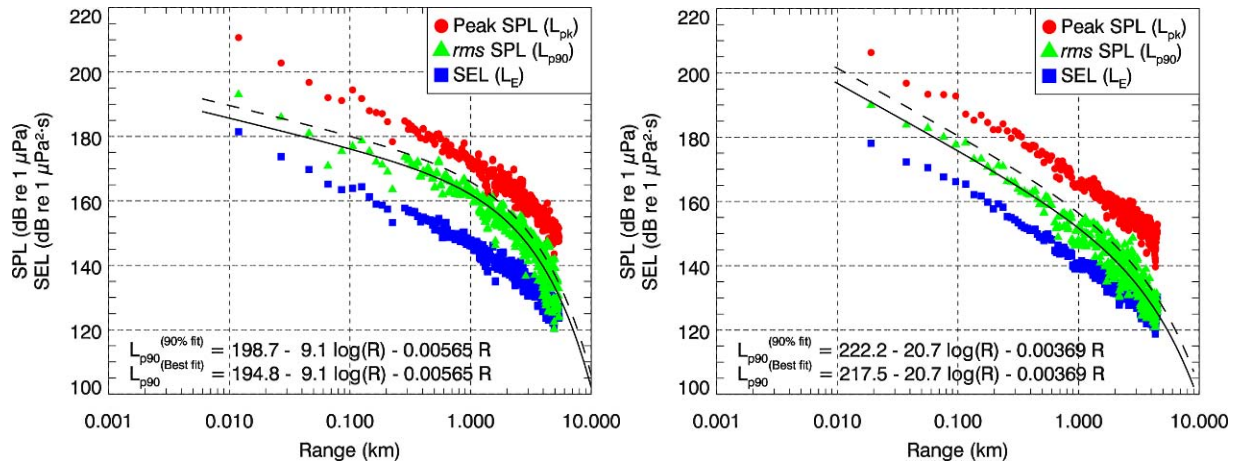 220
200
180
160
140
120
100
SPL (dB re 1 μPa)
SEL (dB re 1 μPa²·s)
Peak SPL (Lpk)
rms SPL (Lp90)
SEL (LE)
Lp90(90% fit) = 198.7 - 9.1 log(R) - 0.00565 R
Lp90(Best fit) = 194.8 - 9.1 log(R) - 0.00565 R
0.001 0.010 0.100 1.000 10.000
Range (km)
220
200
180
160
140
120
100
SPL (dB re 1 μPa)
SEL (dB re 1 μPa²·s)
Peak SPL (Lpk)
rms SPL (Lp90)
SEL (LE)
Lp90(90% fit) = 222.2 - 20.7 log(R) - 0.00369 R
Lp90(Best fit) = 217.5 - 20.7 log(R) - 0.00369 R
0.001 0.010 0.100 1.000 10.000
Range (km)